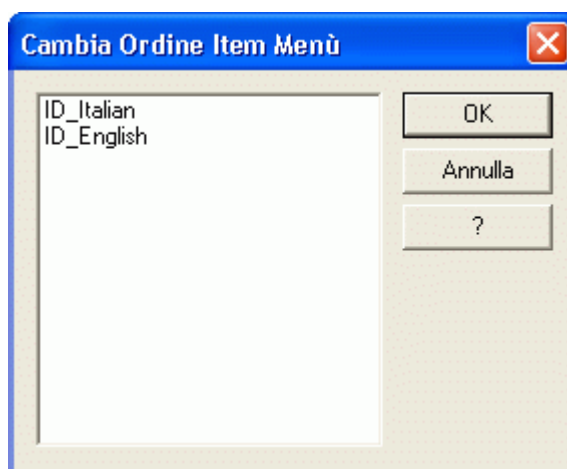 Cambia Ordine Item Menù
ID_Italian
ID_English
OK
Annulla
?